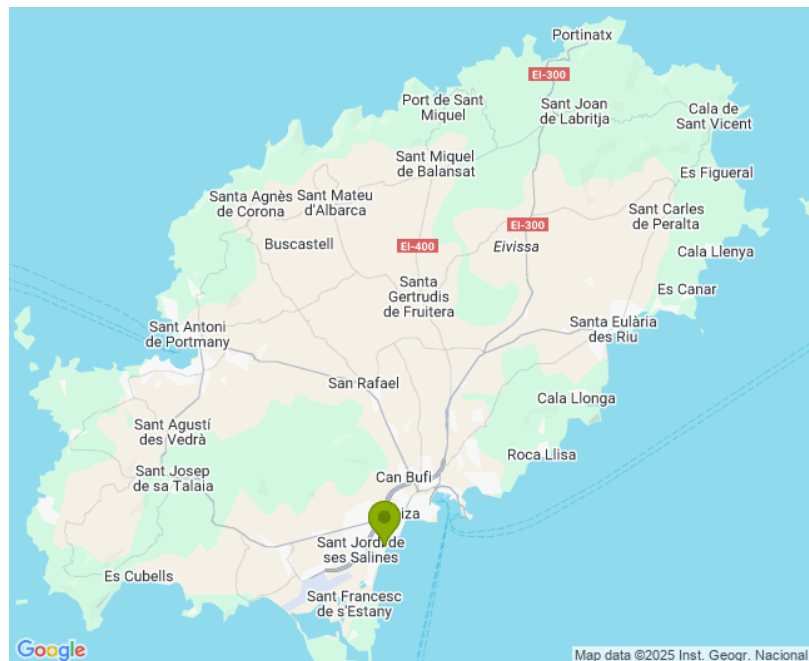 Portinatx
EI-300
Port de Sant
Miquel
Sant Joan
de Labritja
Cala de
Sant Vicent
Sant Miquel
de Balansat
Es Figueral
Santa Agnès
de Corona
Sant Mateu
d'Albarca
Sant Carles
de Peralta
EI-300
Buscastell
EI-400
Eivissa
Cala Llenya
Santa
Gertrudis
de Fruitera
Es Canar
Sant Antoni
de Portmany
Santa Eulària
des Riu
San Rafael
Cala Llonga
Sant Agustí
des Vedrà
Roca Llisa
Sant Josep
de sa Talaia
Can Bufi
iza
Sant Jordi de
ses Salines
Es Cubells
Sant Francesc
de s'Estany
Google
Map data ©2025 Inst. Geogr. Nacional